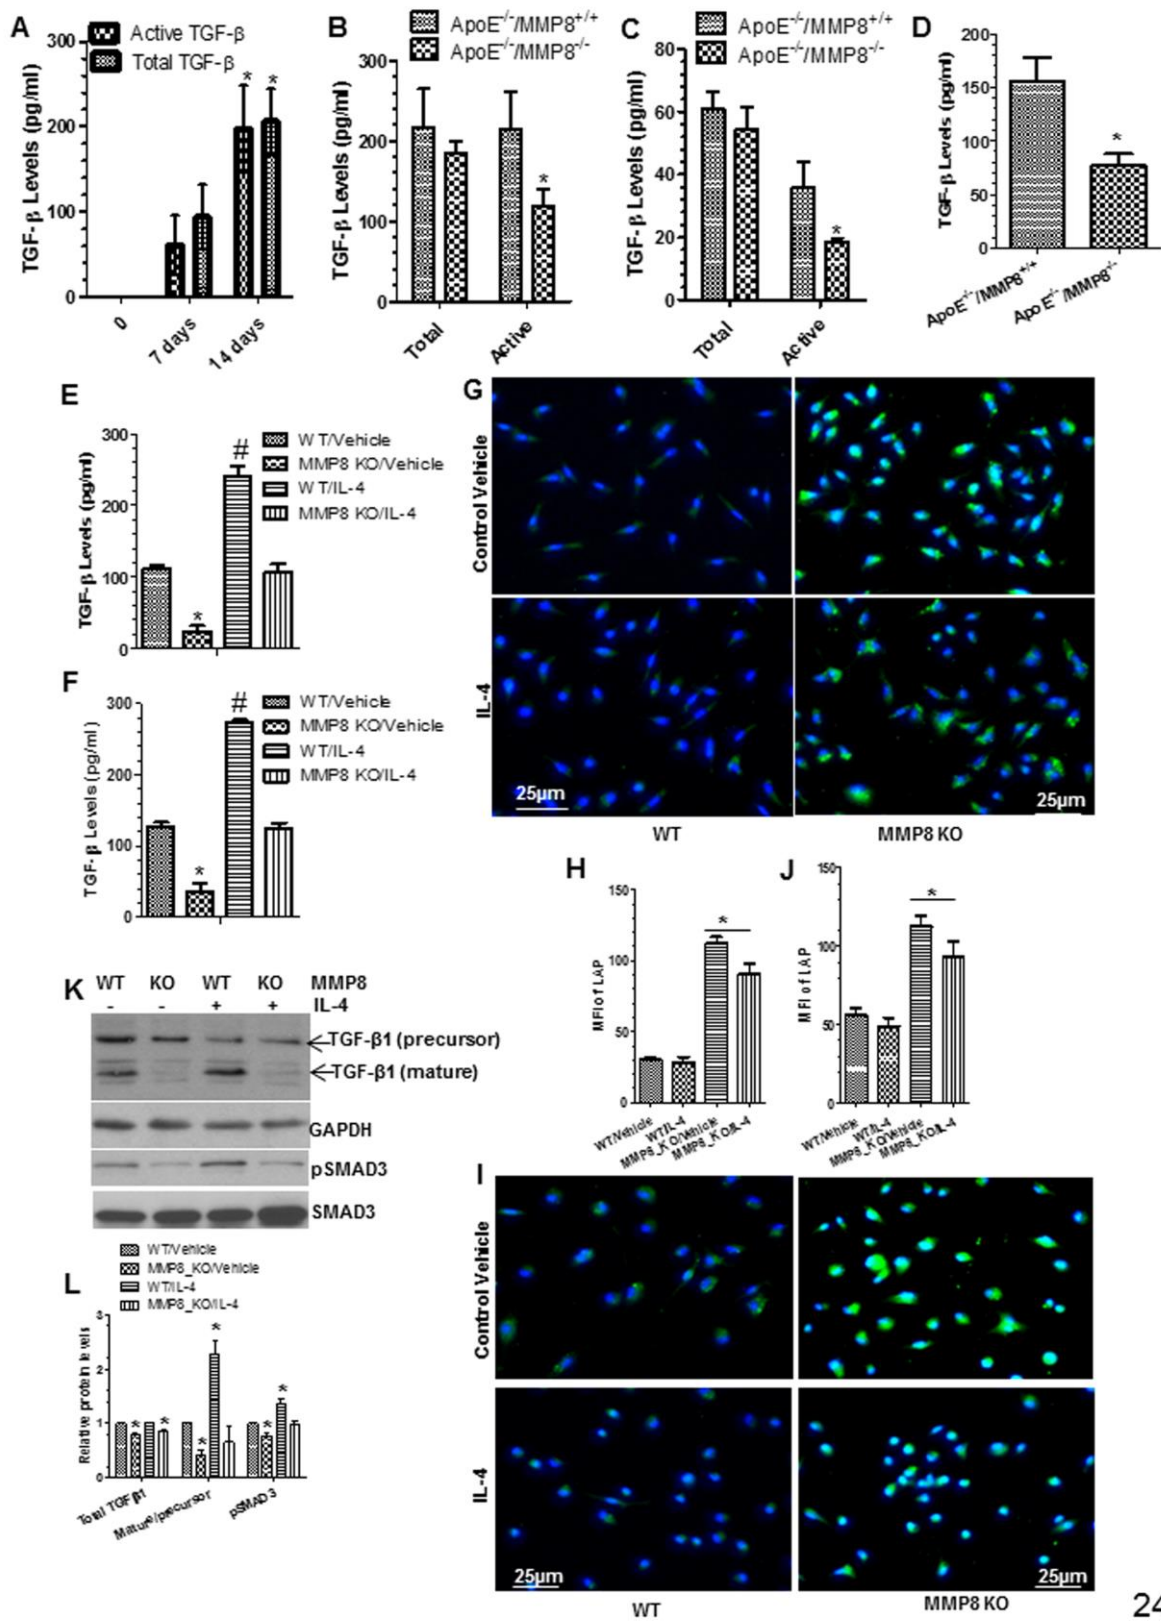 A
Active TGF-β
Total TGF-β
TGF-β Levels (pg/ml)
300
200
100
0
* *
0
7 days
14 days
B
ApoE-/-/MMP8+/+
ApoE-/-/MMP8-/-
TGF-β Levels (pg/ml)
300
200
100
0
*
Total
Active
C
ApoE-/-/MMP8+/+
ApoE-/-/MMP8-/-
TGF-β Levels (pg/ml)
80
60
40
20
0
*
Total
Active
D
TGF-β Levels (pg/ml)
200
150
100
50
0
*
ApoE-/-/MMP8+/+
ApoE-/-/MMP8-/-
E
TGF-β Levels (pg/ml)
300
200
100
0
* #
WT/Vehicle
MMP8 KO/Vehicle
WT/IL-4
MMP8 KO/IL-4
F
TGF-β Levels (pg/ml)
300
200
100
0
* #
WT/Vehicle
MMP8 KO/Vehicle
WT/IL-4
MMP8 KO/IL-4
G
Control Vehicle
IL-4
25µm
25µm
WT
MMP8 KO
H
MFI of LAP
150
100
50
0
*
WT/Vehicle
WT/IL-4
MMP8_KO/Vehicle
MMP8_KO/IL-4
J
MFI of LAP
150
100
50
0
*
WT/Vehicle
WT/IL-4
MMP8_KO/Vehicle
MMP8_KO/IL-4
K
WT KO WT KO MMP8
- - + + IL-4
TGF-β1 (precursor)
TGF-β1 (mature)
GAPDH
pSMAD3
SMAD3
L
WT/Vehicle
MMP8_KO/Vehicle
WT/IL-4
MMP8_KO/IL-4
Relative protein levels
3
2
1
0
* * * * * *
Total TGFβ1
Mature/precursor
pSMAD3
I
Control Vehicle
IL-4
25µm
25µm
WT
MMP8 KO
24